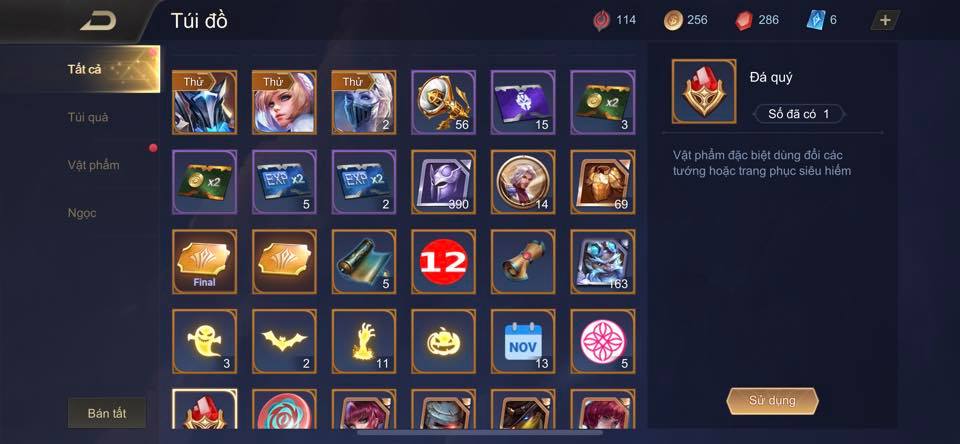 Túi đồ
114
256
286
6
+
Tất cả
Túi quà
Vật phẩm
Ngọc
Bán tất
Thử
Thử
Thử
2
56
15
x2
3
x2
EXP x2
5
EXP x2
2
390
14
69
Final
5
12
163
3
2
11
NOV
13
5
Đá quý
Số đã có 1
Vật phẩm đặc biệt dùng đổi các
tướng hoặc trang phục siêu hiếm
Sử dụng